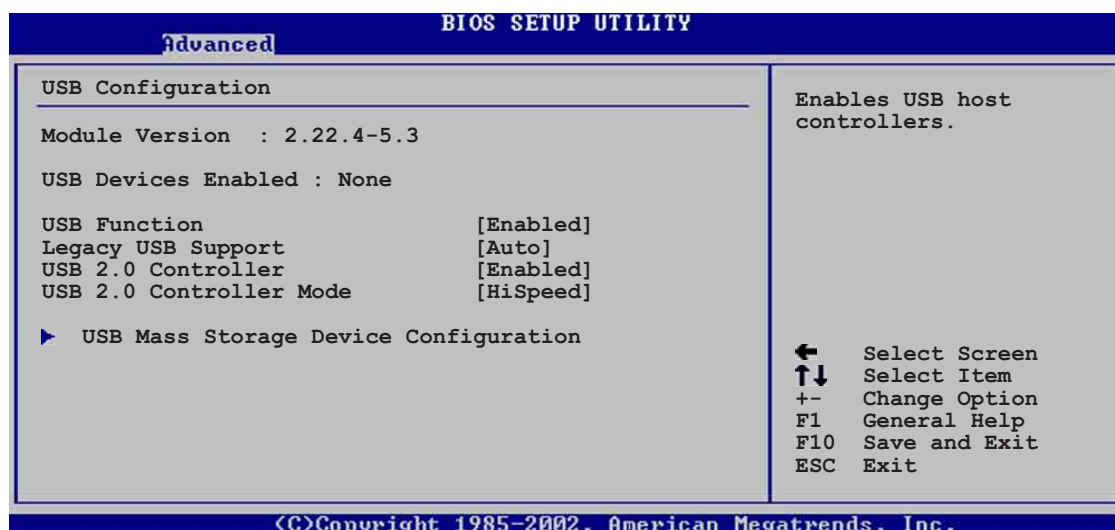 BIOS SETUP UTILITY
Advanced
USB Configuration
Module Version : 2.22.4-5.3
USB Devices Enabled : None
USB Function [Enabled]
Legacy USB Support [Auto]
USB 2.0 Controller [Enabled]
USB 2.0 Controller Mode [HiSpeed]
USB Mass Storage Device Configuration
Enables USB host
controllers.
← Select Screen
↑↓ Select Item
+- Change Option
F1 General Help
F10 Save and Exit
ESC Exit
(C)Copyright 1985-2002, American Megatrends, Inc.